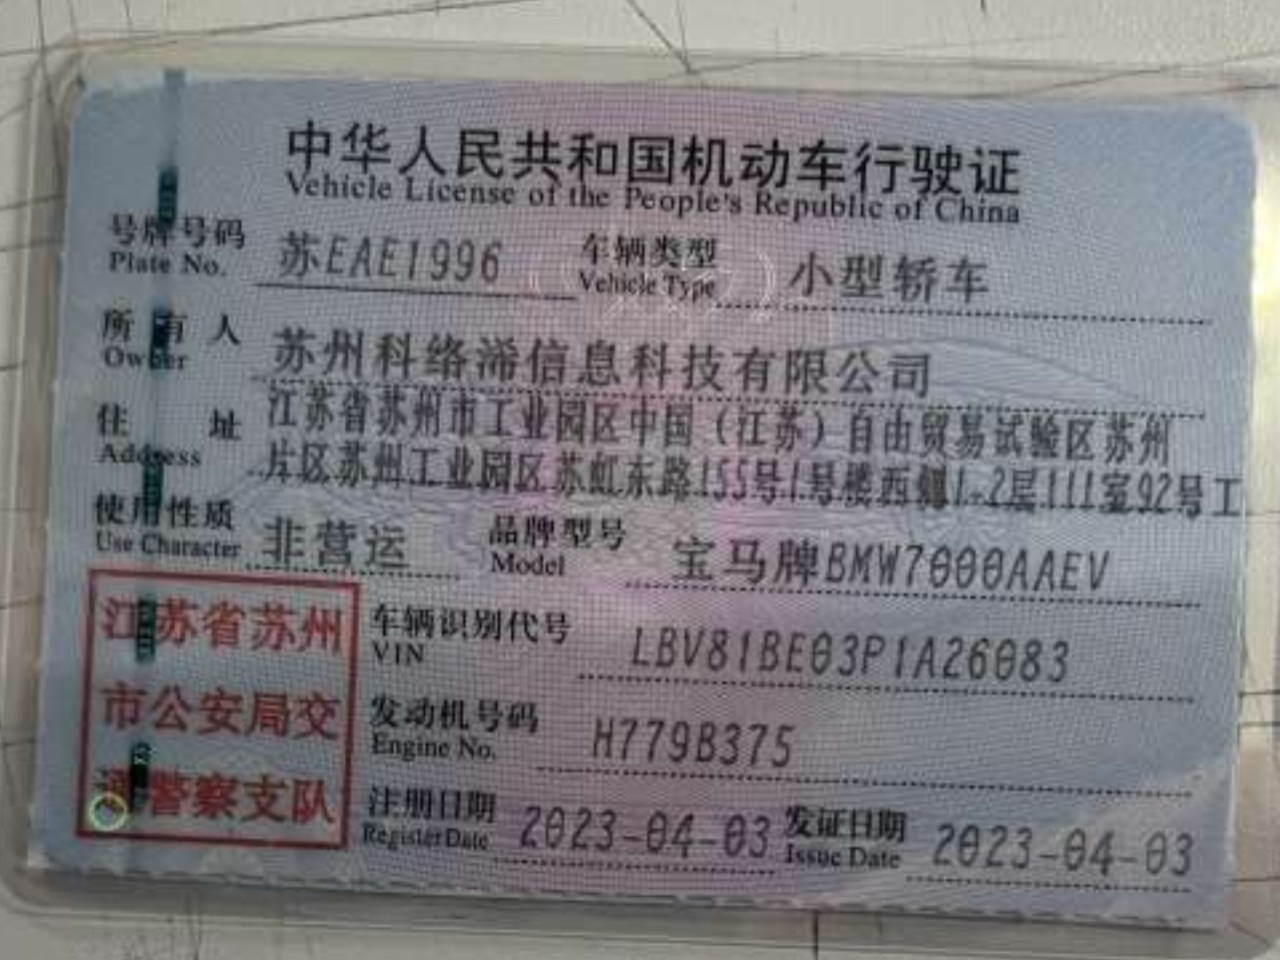 中华人民共和国机动车行驶证
Vehicle License of the People's Republic of China
号牌号码 苏EAE1996 车辆类型 小型轿车
Plate No. Vehicle Type
所有人 苏州科络浠信息科技有限公司
Owner
住址 江苏省苏州市工业园区中国（江苏）自由贸易试验区苏州
Address 片区苏州工业园区苏虹东路155号1号楼西侧1-2层111室92号工
使用性质 非营运 品牌型号 宝马牌BMW7000AAEV
Use Character Model
江苏省苏州
市公安局交
通警察支队
车辆识别代号 LBV81BE03P1A26083
VIN
发动机号码 H779B375
Engine No.
注册日期 2023-04-03 发证日期 2023-04-03
Register Date Issue Date